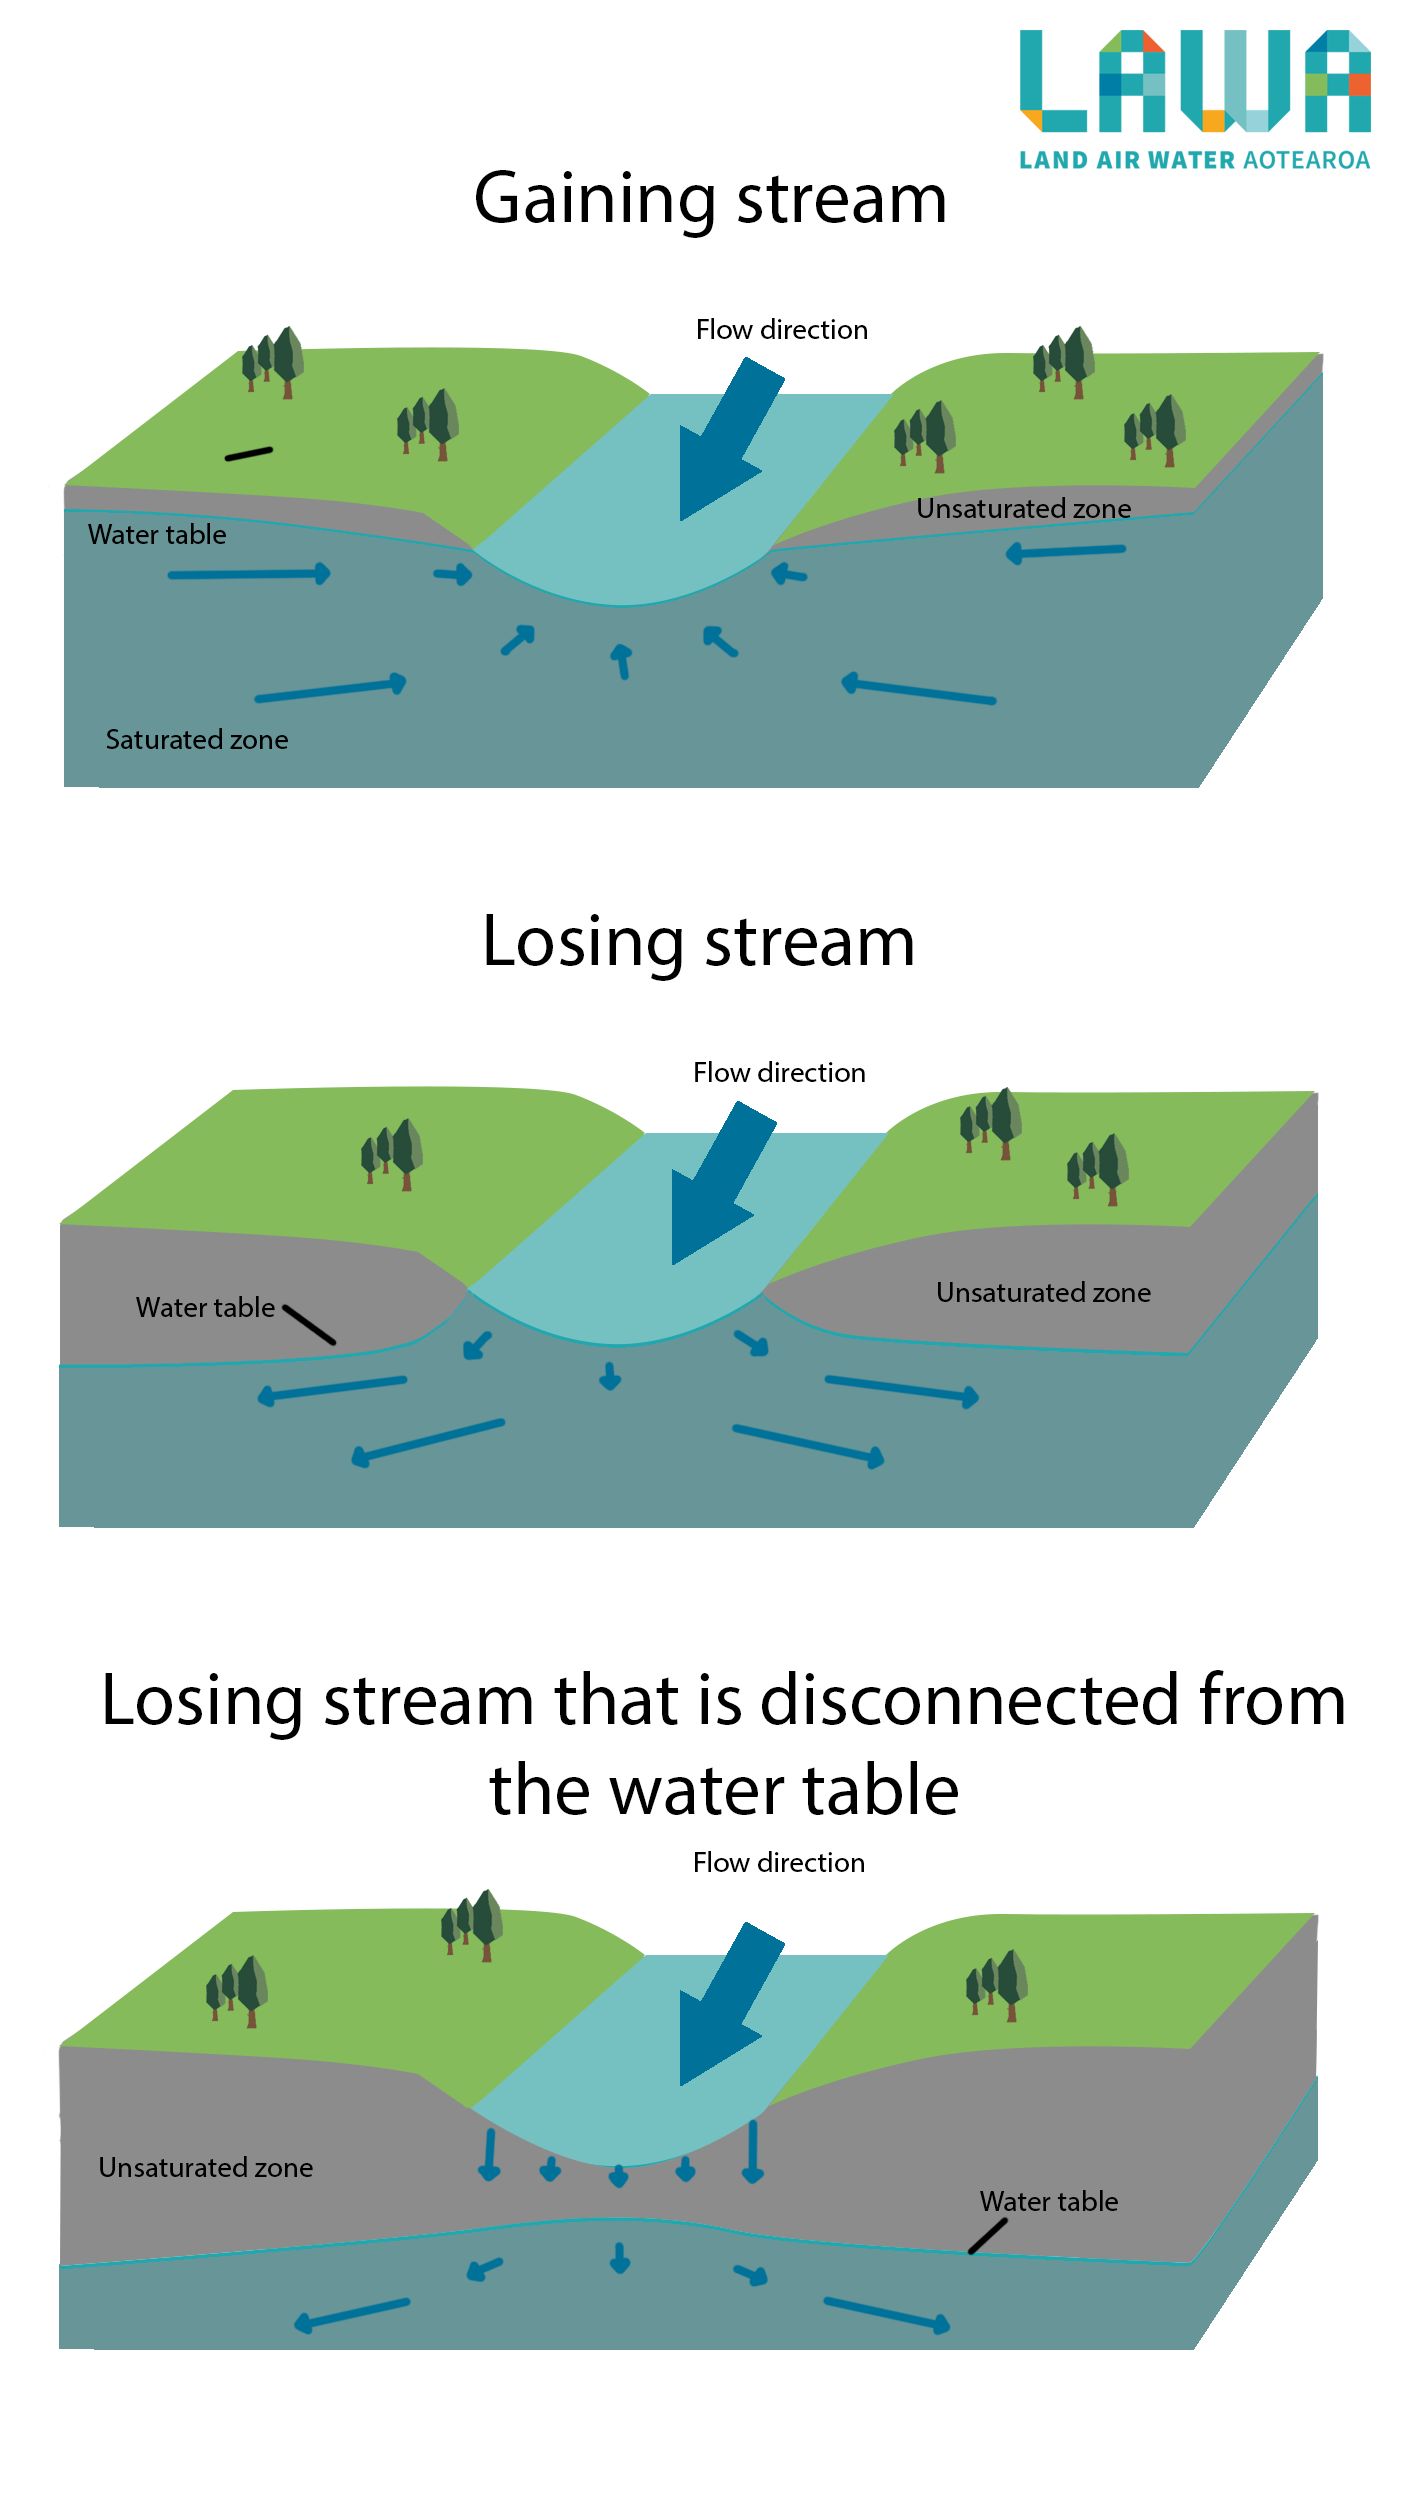 LAWA
LAND AIR WATER AOTEAROA
Gaining stream
Flow direction
Unsaturated zone
Water table
Saturated zone
Losing stream
Flow direction
Unsaturated zone
Water table
Losing stream that is disconnected from
the water table
Flow direction
Unsaturated zone
Water table